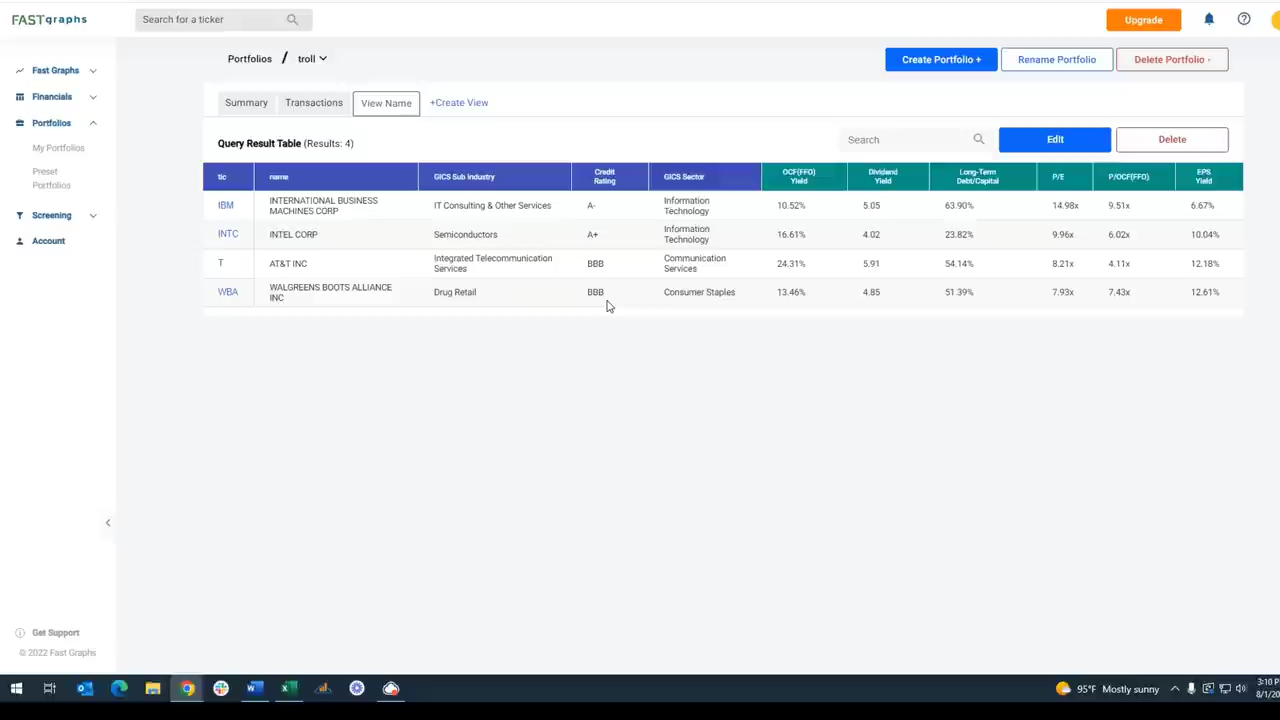 FASTgraphs
Search for a ticker
Upgrade
Portfolios / troll
Create Portfolio +
Rename Portfolio
Delete Portfolio -
Fast Graphs
Financials
Portfolios
My Portfolios
Preset
Portfolios
Screening
Account
Summary
Transactions
View Name
+Create View
Query Result Table (Results: 4)
Search
Edit
Delete
tic name GICS Sub Industry Credit Rating GICS Sector OCF(FFO) Yield Dividend Yield Long-Term Debt/Capital P/E P/OCF(FFO) EPS Yield
IBM INTERNATIONAL BUSINESS MACHINES CORP IT Consulting & Other Services A- Information Technology 10.52% 5.05 63.90% 14.98x 9.51x 6.67%
INTC INTEL CORP Semiconductors A+ Information Technology 16.61% 4.02 23.82% 9.96x 6.02x 10.04%
T AT&T INC Integrated Telecommunication Services BBB Communication Services 24.31% 5.91 54.14% 8.21x 4.11x 12.18%
WBA WALGREENS BOOTS ALLIANCE INC Drug Retail BBB Consumer Staples 13.46% 4.85 51.39% 7.93x 7.43x 12.61%
Get Support
© 2022 Fast Graphs
95°F Mostly sunny
3:10 P
8/1/20